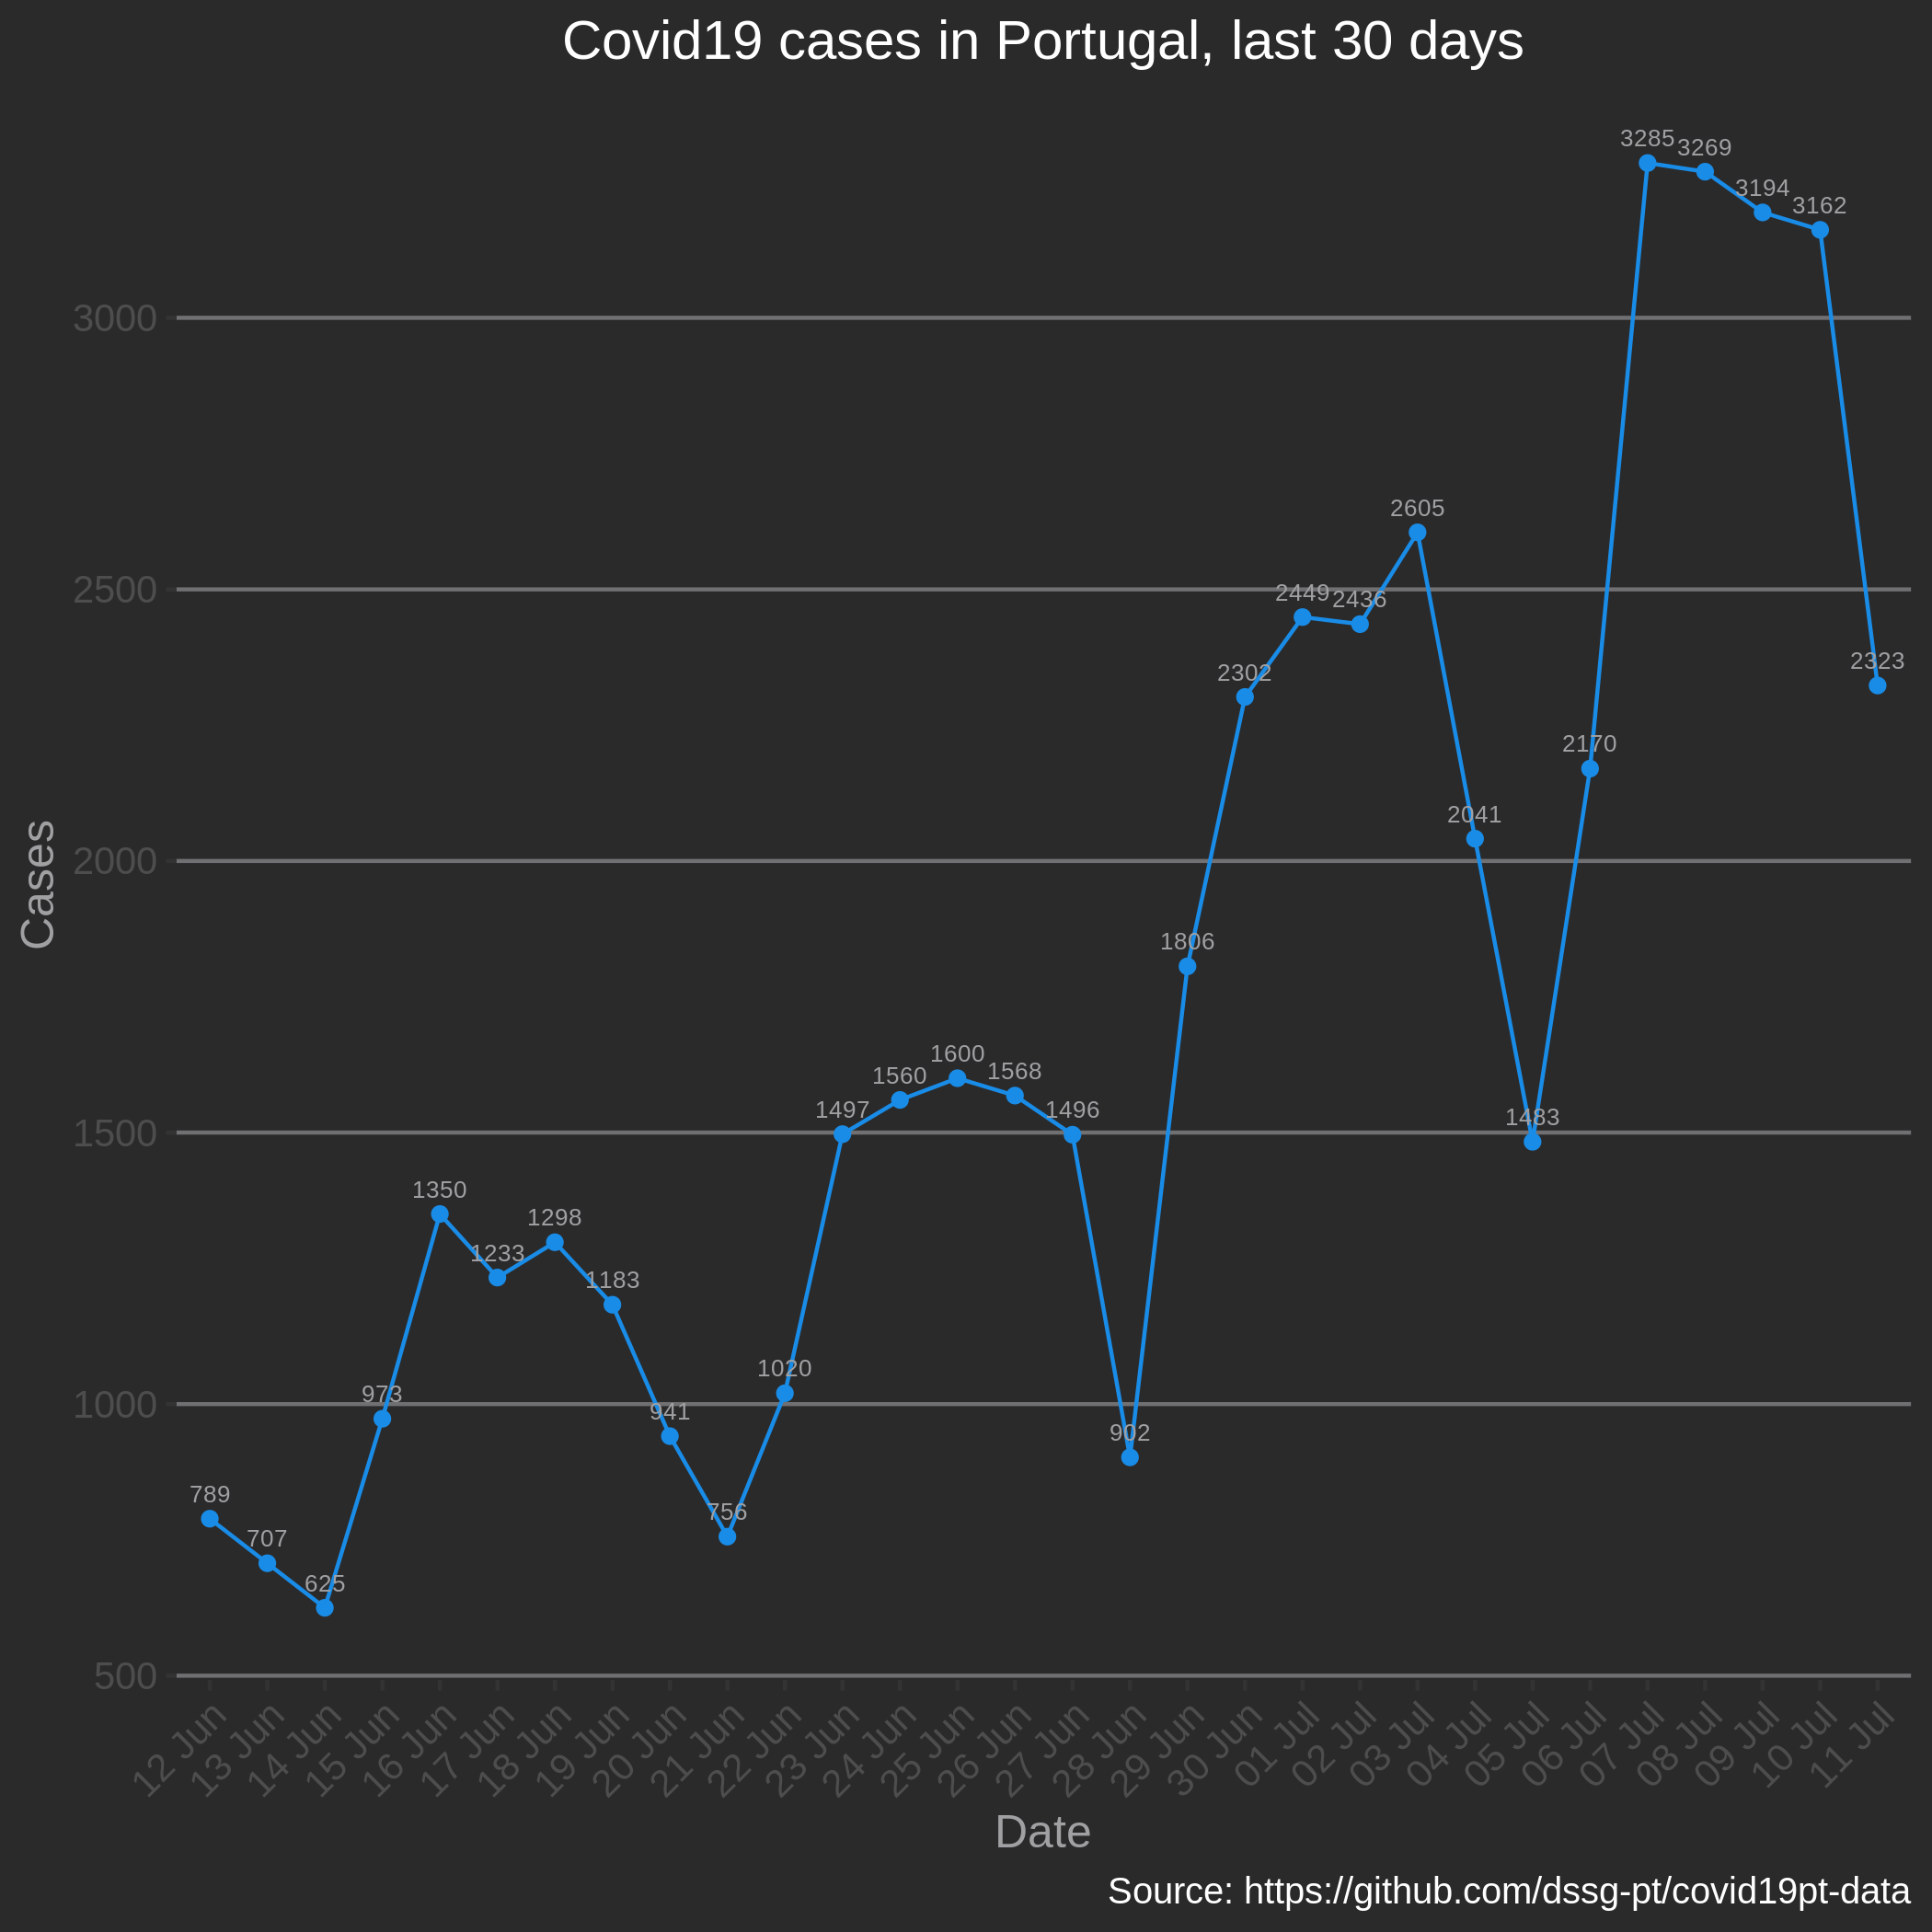 Covid19 cases in Portugal, last 30 days
3285
3269
3194
3162
3000
2605
2500
2449
2436
2302
2323
2170
2041
2000
Cases
1806
1600
1568
1560
1497
1496
1483
1500
1350
1298
1233
1183
1020
1000
973
941
902
789
756
707
625
500
12 Jun
13 Jun
14 Jun
15 Jun
16 Jun
17 Jun
18 Jun
19 Jun
20 Jun
21 Jun
22 Jun
23 Jun
24 Jun
25 Jun
26 Jun
27 Jun
28 Jun
29 Jun
30 Jun
01 Jul
02 Jul
03 Jul
04 Jul
05 Jul
06 Jul
07 Jul
08 Jul
09 Jul
10 Jul
11 Jul
Date
Source: https://github.com/dssg-pt/covid19pt-data